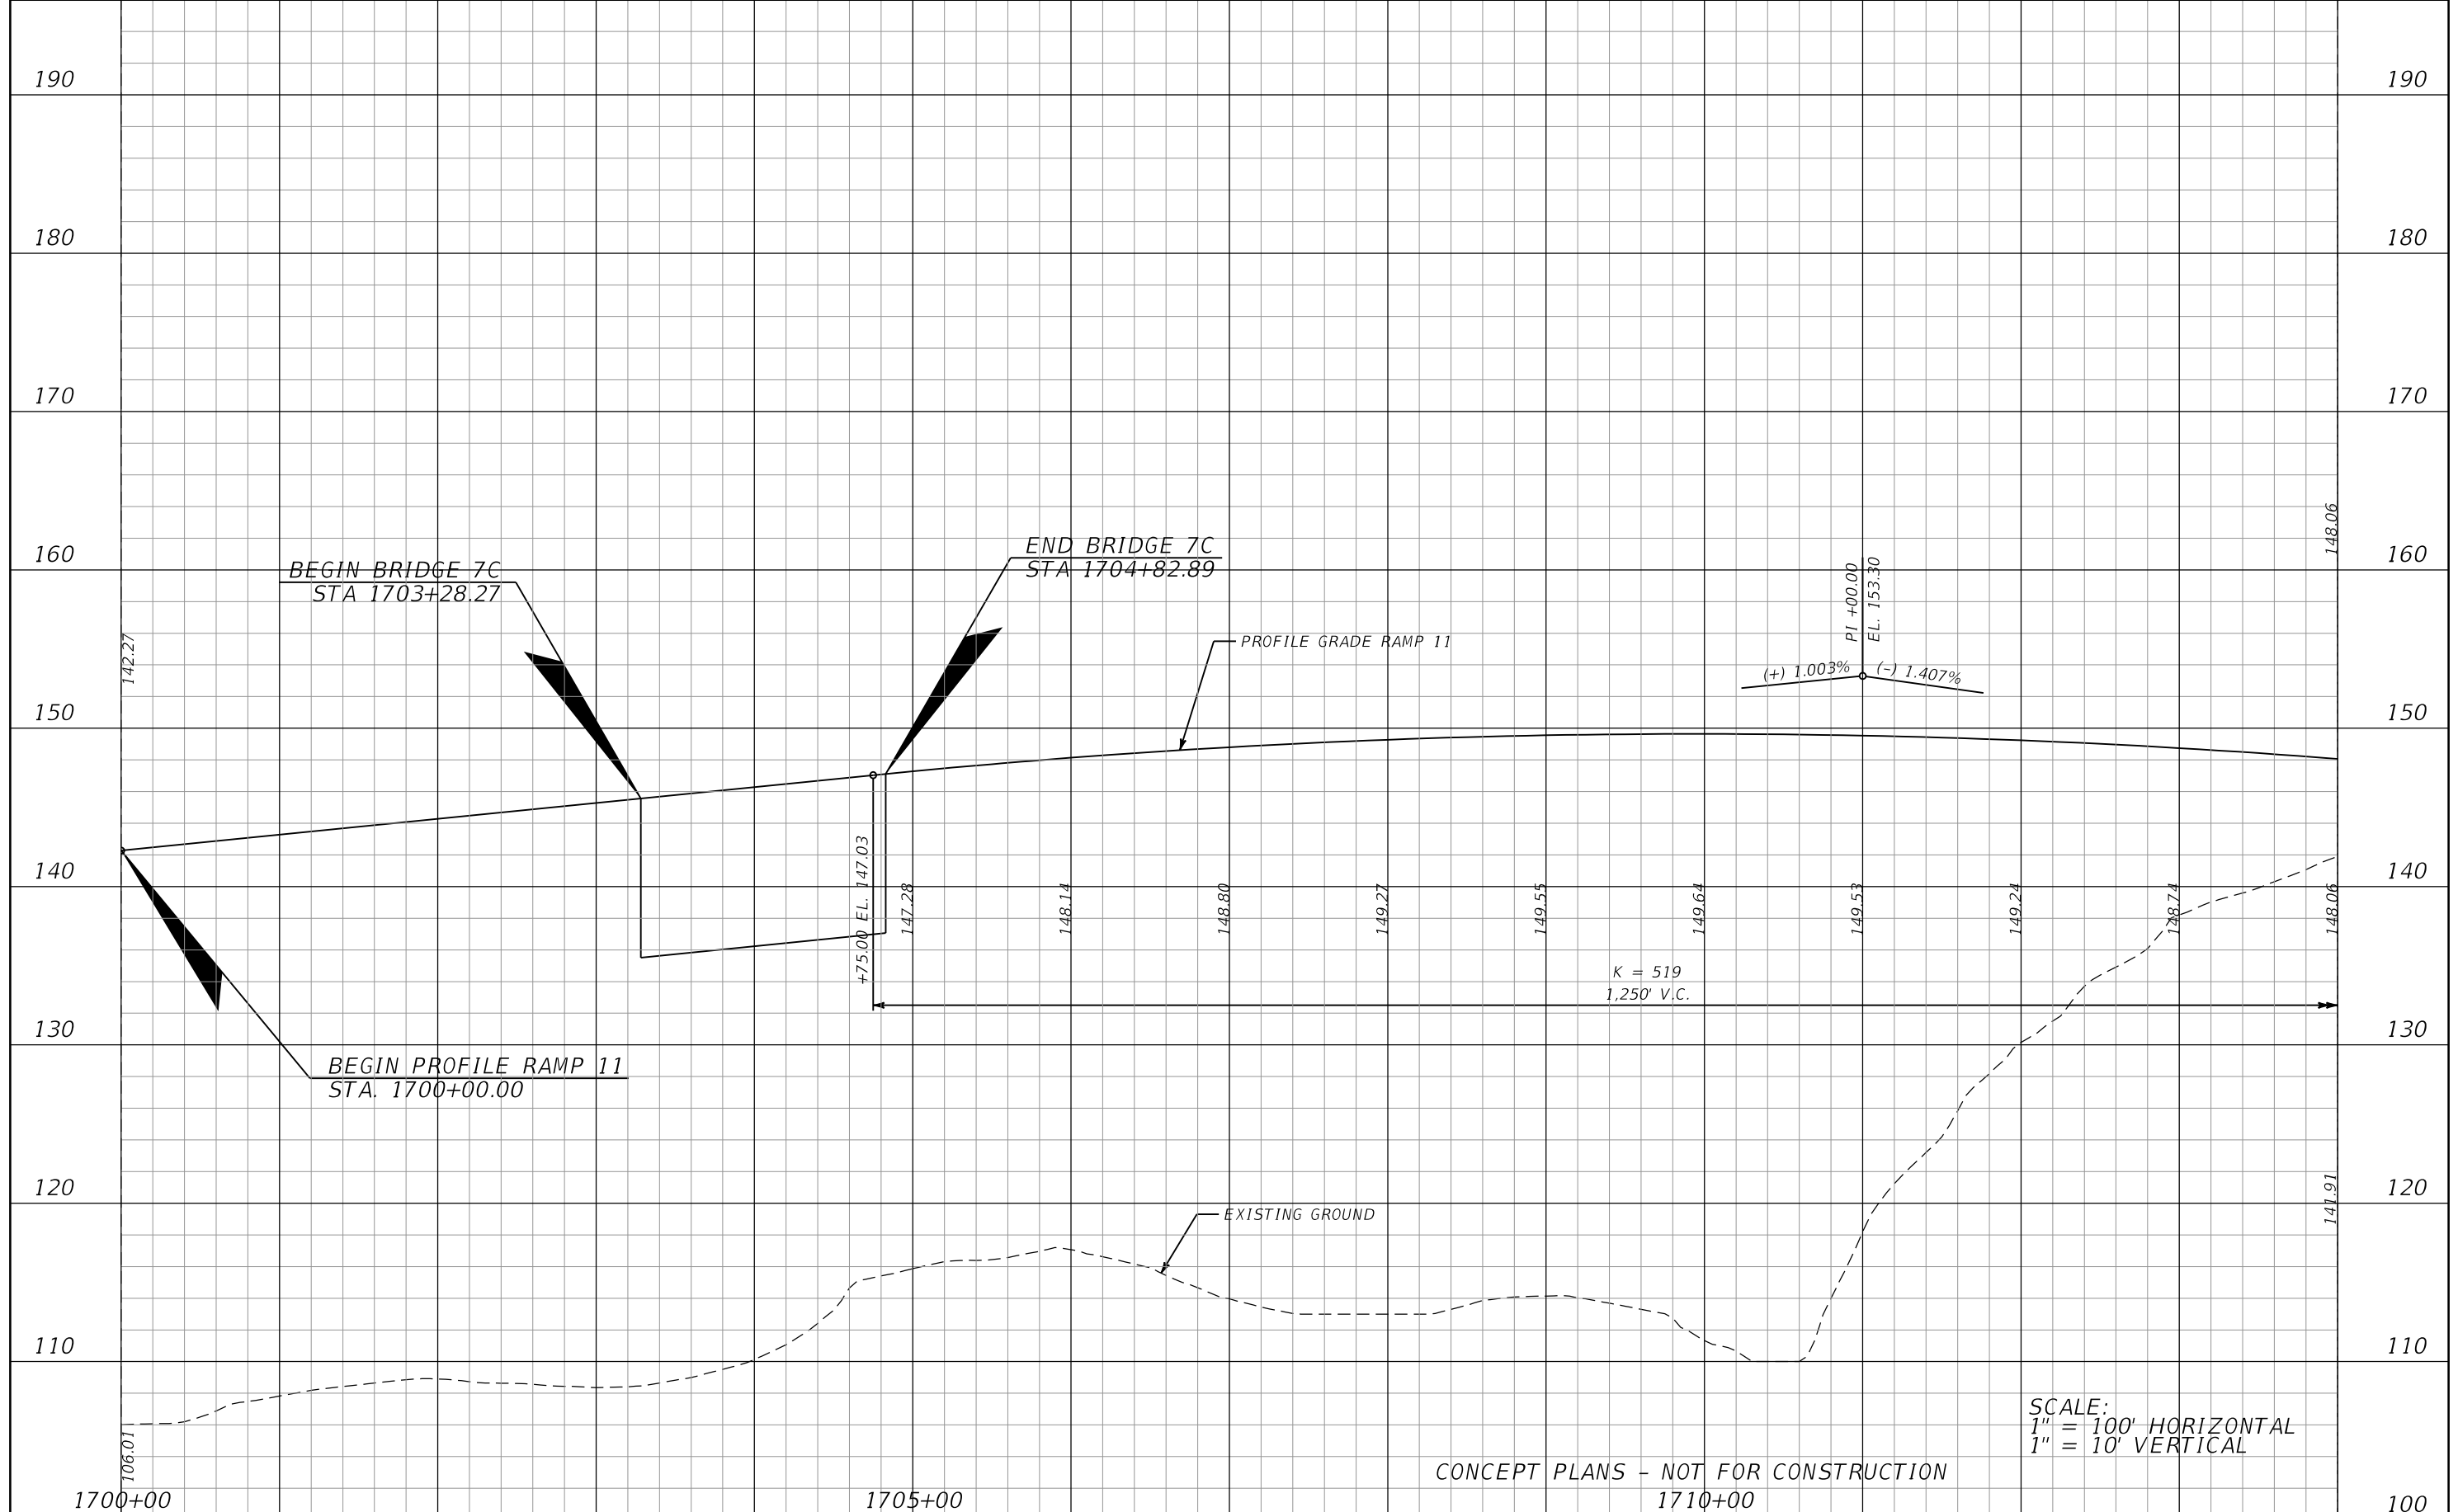 190
190
180
180
170
170
160
160
150
150
140
140
130
130
120
120
110
110
100
BEGIN BRIDGE 7C
STA 1703+28.27
END BRIDGE 7C
STA 1704+82.89
PROFILE GRADE RAMP 11
PI +00.00
EL. 153.30
(+) 1.003%
(-) 1.407%
148.06
142.27
+75.00 EL. 147.03
147.28
148.14
148.80
149.27
149.55
149.64
149.53
149.24
148.74
148.06
K = 519
1,250' V.C.
BEGIN PROFILE RAMP 11
STA. 1700+00.00
EXISTING GROUND
141.91
106.01
SCALE:
1" = 100' HORIZONTAL
1" = 10' VERTICAL
CONCEPT PLANS - NOT FOR CONSTRUCTION
1700+00
1705+00
1710+00